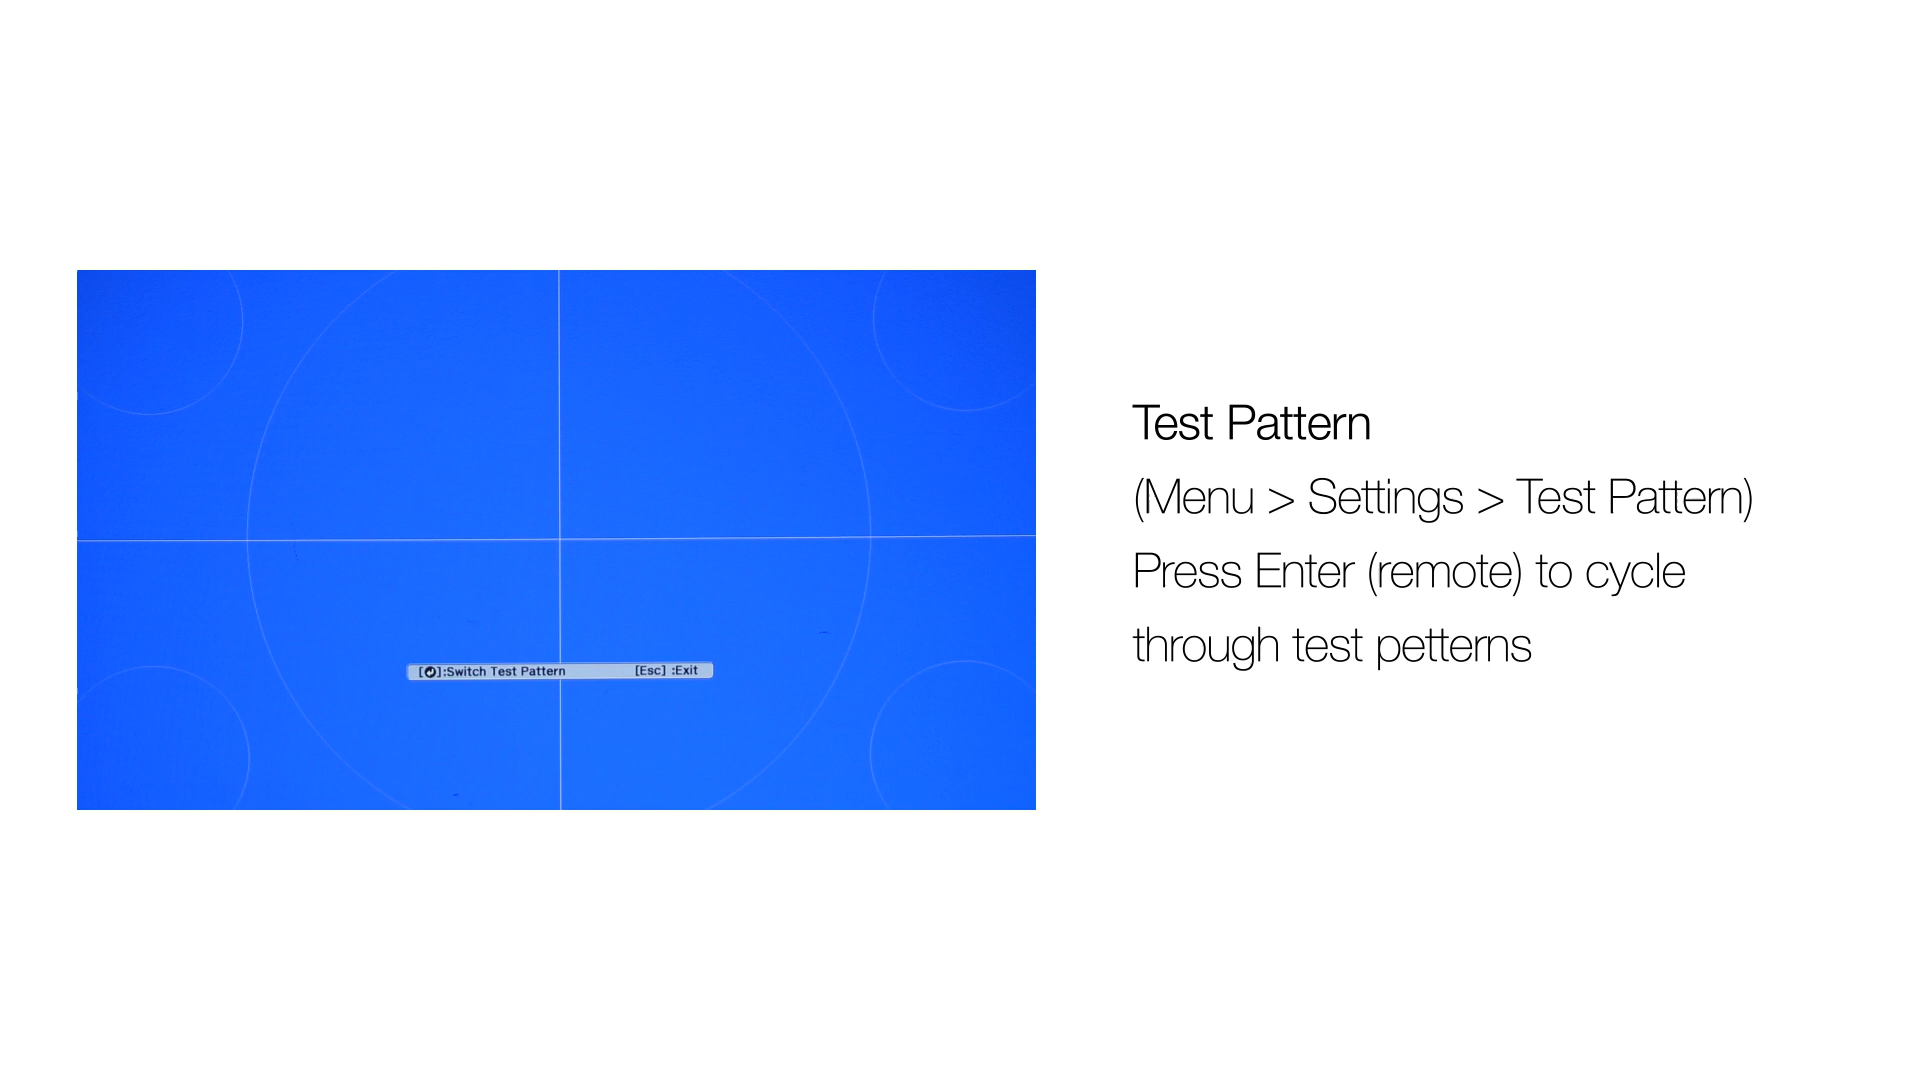 Test Pattern
(Menu > Settings > Test Pattern)
Press Enter (remote) to cycle
through test petterns
[↵]:Switch Test Pattern [Esc] :Exit